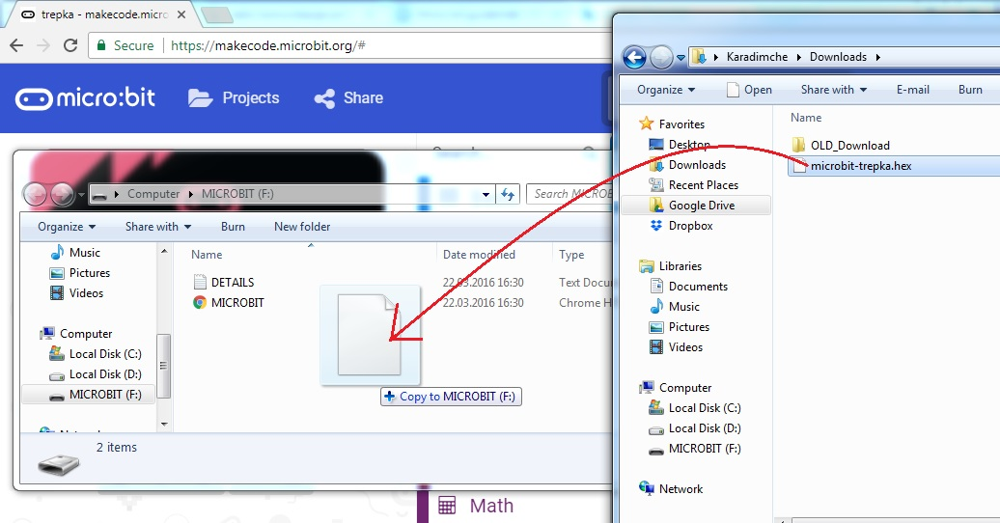 trepka - makecode.micro
Secure
https://makecode.microbit.org/#
micro:bit
Projects
Share
Computer
MICROBIT (F:)
Search MICROB
Organize
Share with
Burn
New folder
Music
Pictures
Videos
Computer
Local Disk (C:)
Local Disk (D:)
MICROBIT (F:)
Name
Date modified
Type
DETAILS
22.03.2016 16:30
Text Docu
MICROBIT
22.03.2016 16:30
Chrome H
Copy to MICROBIT (F:)
2 items
Math
Karadimche
Downloads
Organize
Open
Share with
E-mail
Burn
Favorites
Desktop
Downloads
Recent Places
Google Drive
Dropbox
Libraries
Documents
Music
Pictures
Videos
Computer
Local Disk (C:)
Local Disk (D:)
MICROBIT (F:)
Network
Name
OLD_Download
microbit-trepka.hex